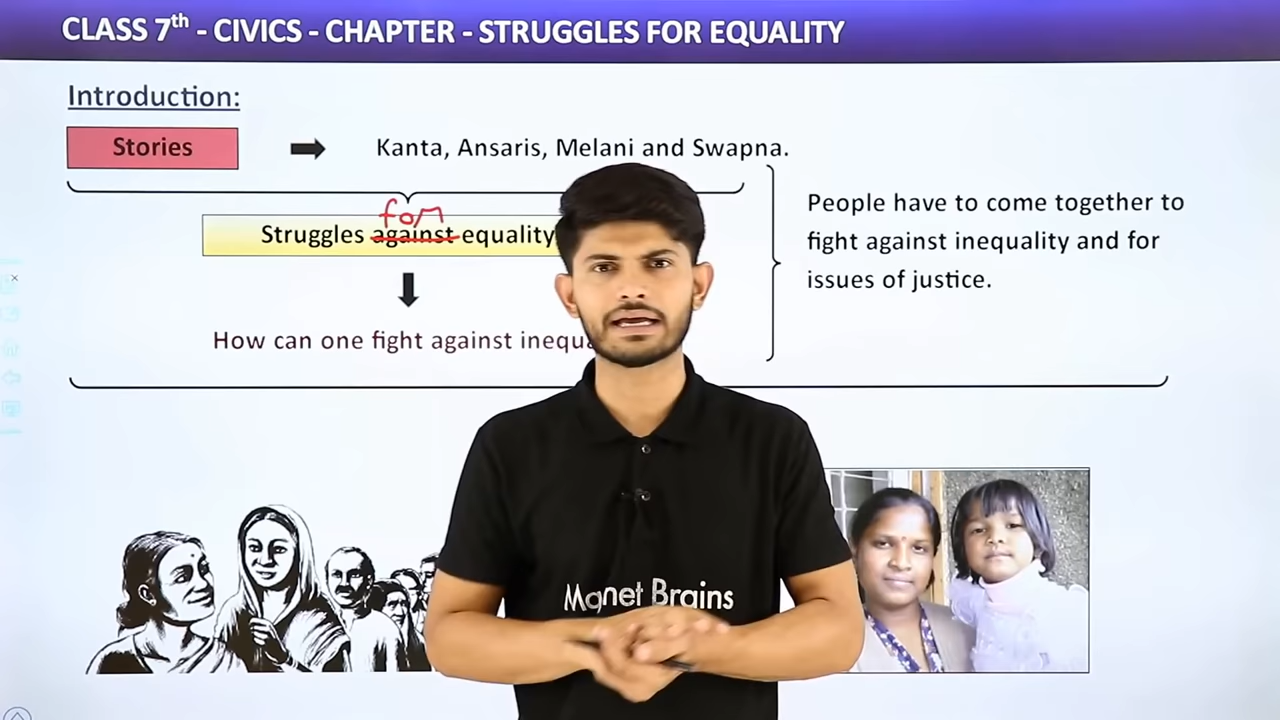 CLASS 7th - CIVICS - CHAPTER - STRUGGLES FOR EQUALITY
Introduction:
Stories
Kanta, Ansaris, Melani and Swapna.
for
Struggles against equality
How can one fight against inequa
People have to come together to
fight against inequality and for
issues of justice.
Magnet Brains